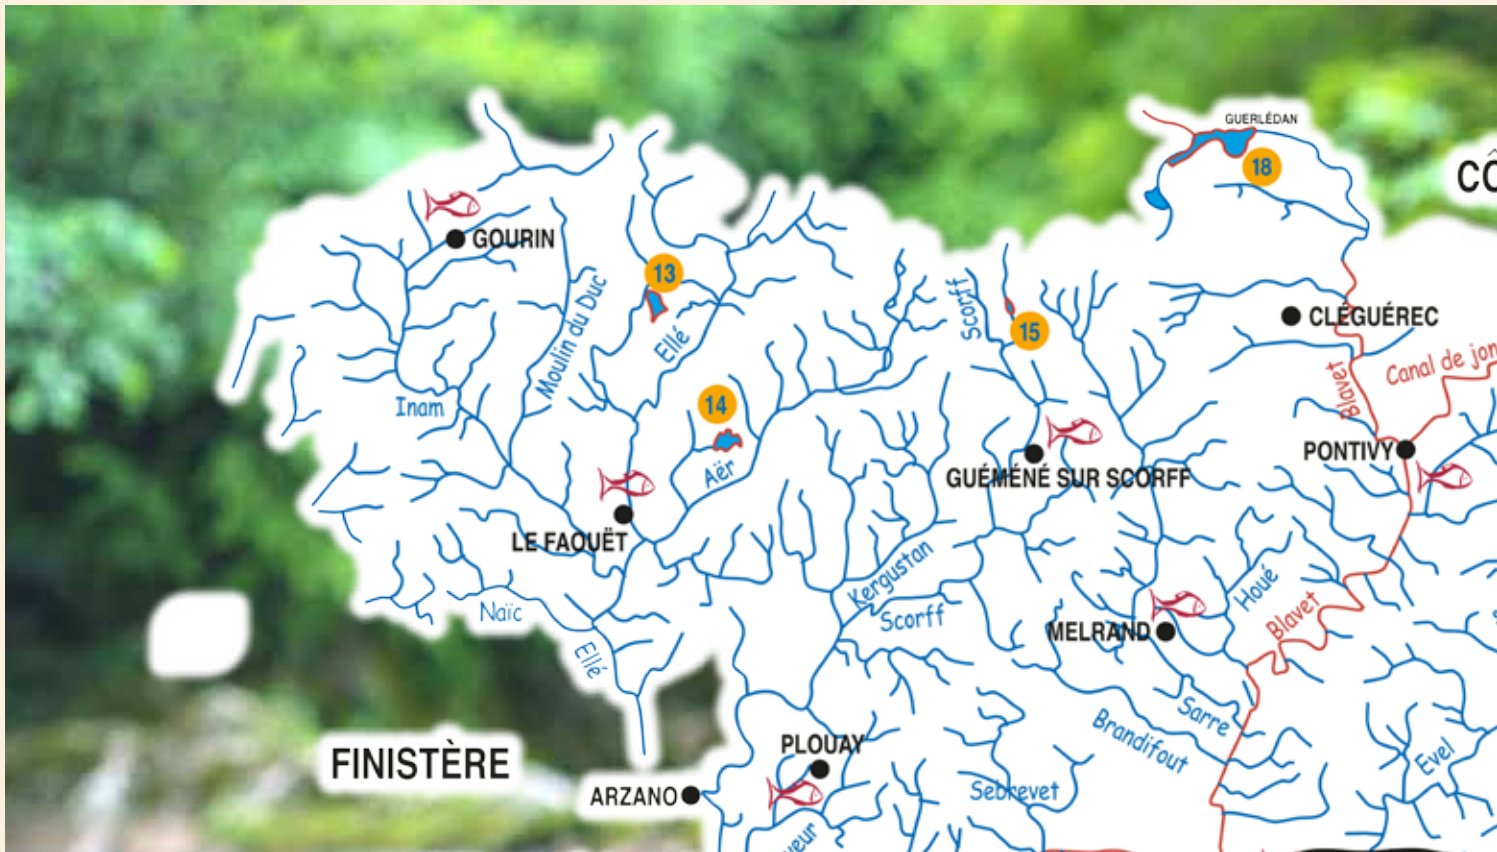 GUERLÉDAN
18
CÔ
GOURIN
13
Moulin du Duc
Ellé
Scorff
15
CLÉGUÉREC
Blavet
Canal de jon
Inam
14
Aër
PONTIVY
GUÉMÉNÉ SUR SCORFF
LE FAOUËT
Kergustan
Houé
Naïc
Scorff
Blavet
MELRAND
Ellé
Sarre
Brandifout
PLOUAY
FINISTÈRE
Evel
ARZANO
Sebrevet
veur